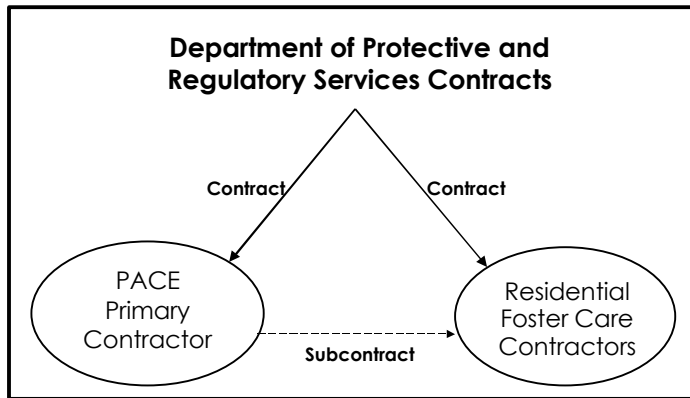 Department of Protective and
Regulatory Services Contracts
Contract
Contract
PACE
Primary
Contractor
Residential
Foster Care
Contractors
Subcontract